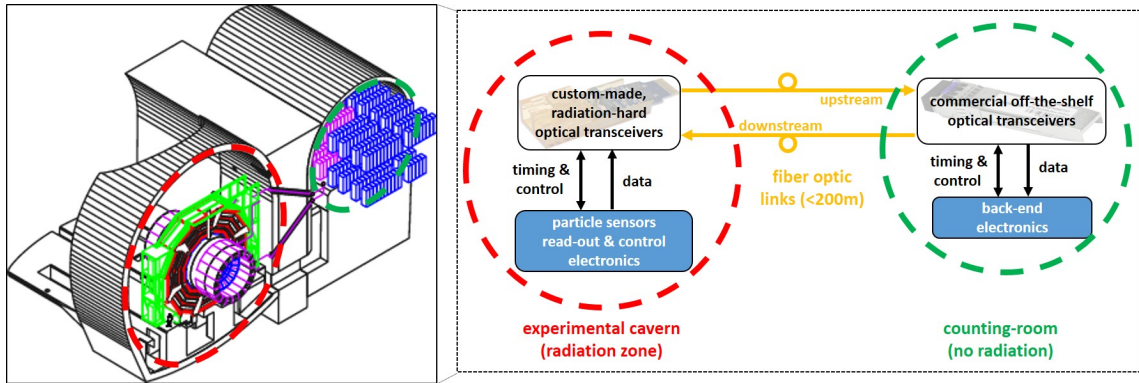 custom-made,
radiation-hard
optical transceivers
upstream
downstream
commercial off-the-shelf
optical transceivers
timing &
control
data
fiber optic
links (<200m)
timing &
control
data
particle sensors
read-out & control
electronics
back-end
electronics
experimental cavern
(radiation zone)
counting-room
(no radiation)